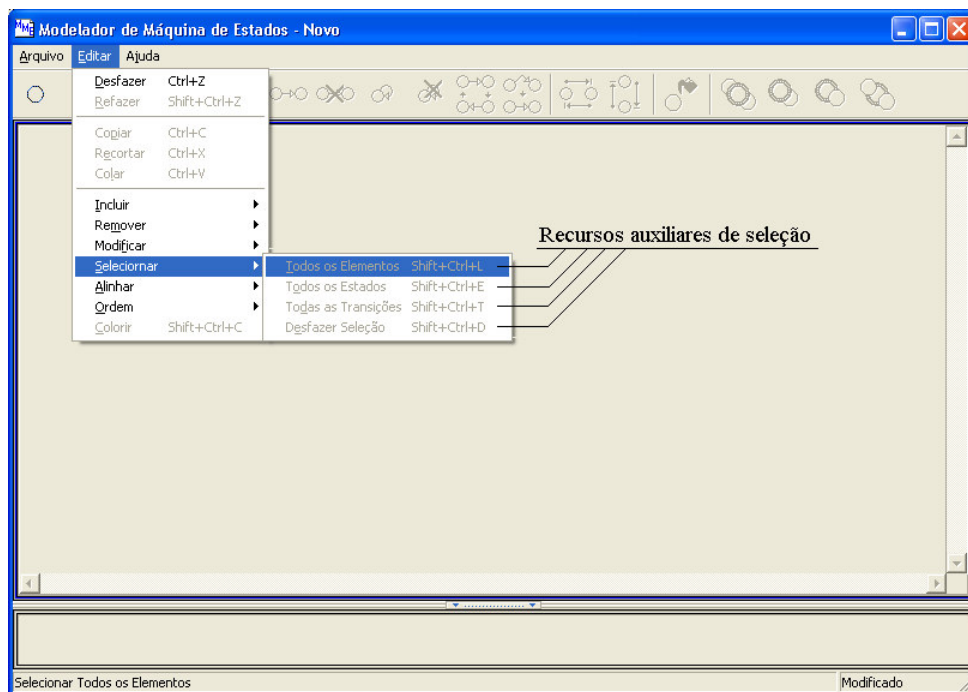 Modelador de Máquina de Estados - Novo
Arquivo Editar Ajuda
Desfazer Ctrl+Z
Refazer Shift+Ctrl+Z
Copiar Ctrl+C
Recortar Ctrl+X
Colar Ctrl+V
Incluir
Remover
Modificar
Seleciornar
Alinhar
Ordem
Colorir Shift+Ctrl+C
Todos os Elementos Shift+Ctrl+L
Todos os Estados Shift+Ctrl+E
Todas as Transições Shift+Ctrl+T
Desfazer Seleção Shift+Ctrl+D
Recursos auxiliares de seleção
Selecionar Todos os Elementos
Modificado